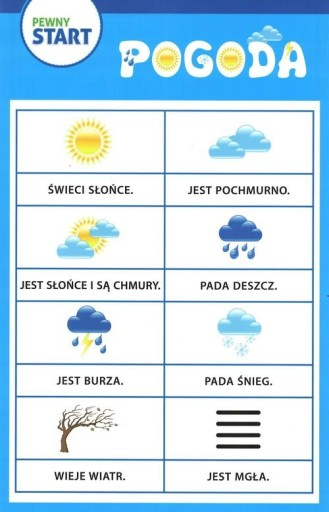 PEWNY
START
POGODA
ŚWIECI SŁOŃCE.
JEST POCHMURNO.
JEST SŁOŃCE I SĄ CHMURY.
PADA DESZCZ.
JEST BURZA.
PADA ŚNIEG.
WIEJE WIATR.
JEST MGŁA.